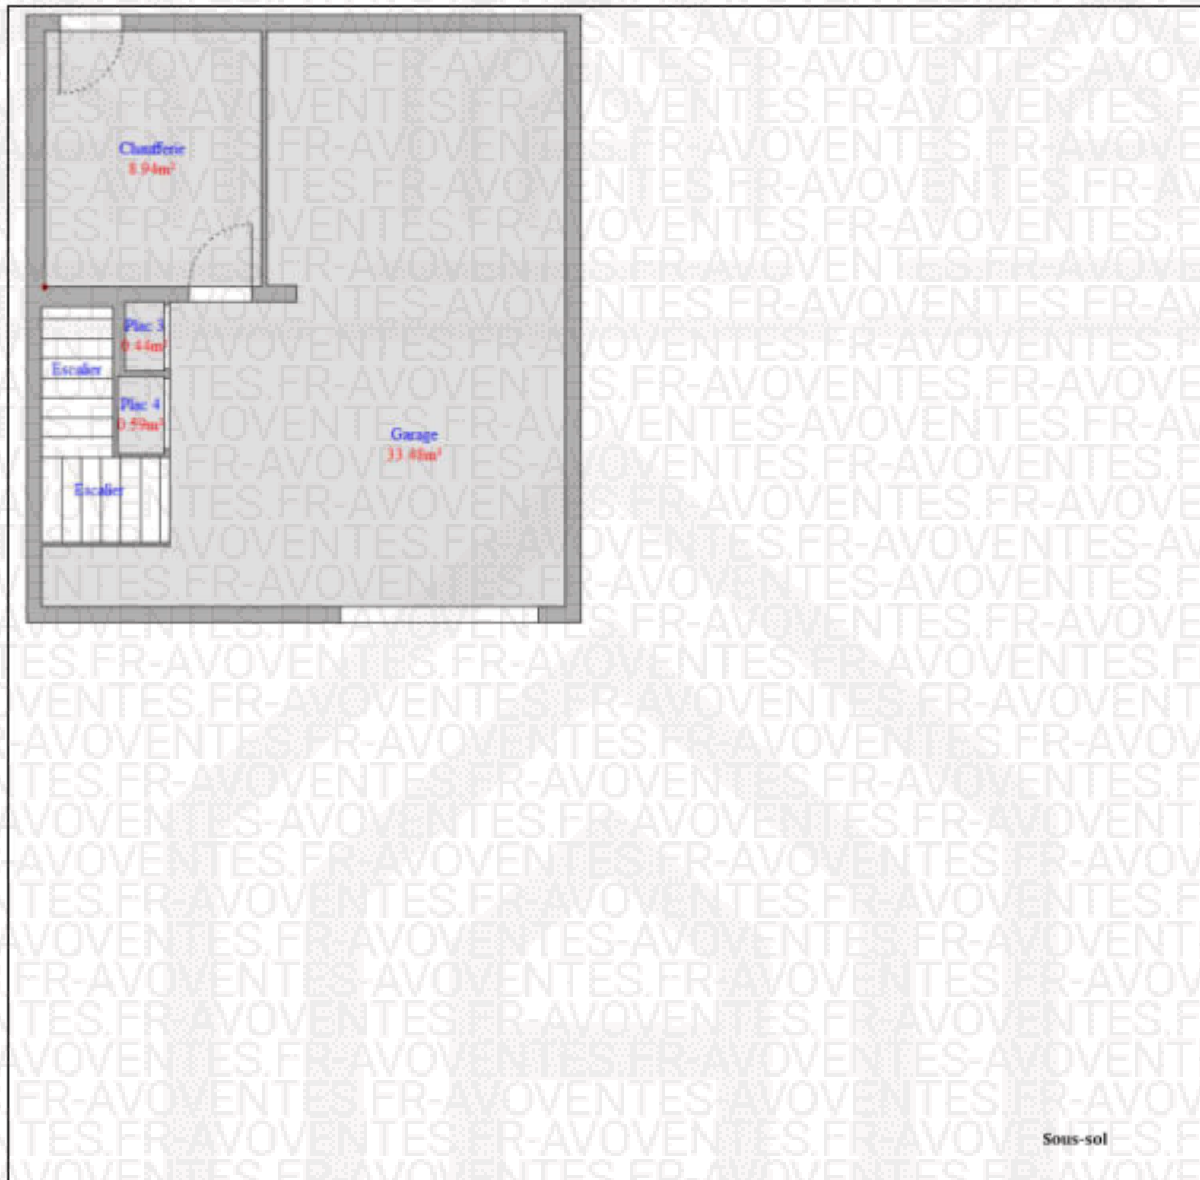 Chaufferie
8.94m²
Plac 3
0.44m²
Escalier
Plac 4
0.59m²
Garage
33.48m²
Escalier
Sous-sol